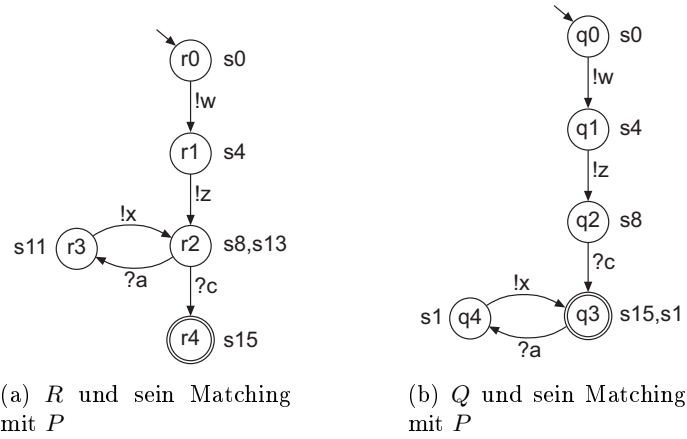 r0 s0
!w
r1 s4
!z
!x
s11 r3 r2 s8,s13
?a ?c
r4 s15
(a) R und sein Matching
mit P
q0 s0
!w
q1 s4
!z
q2 s8
?c
!x
s1 q4 q3 s15,s1
?a
(b) Q und sein Matching
mit P